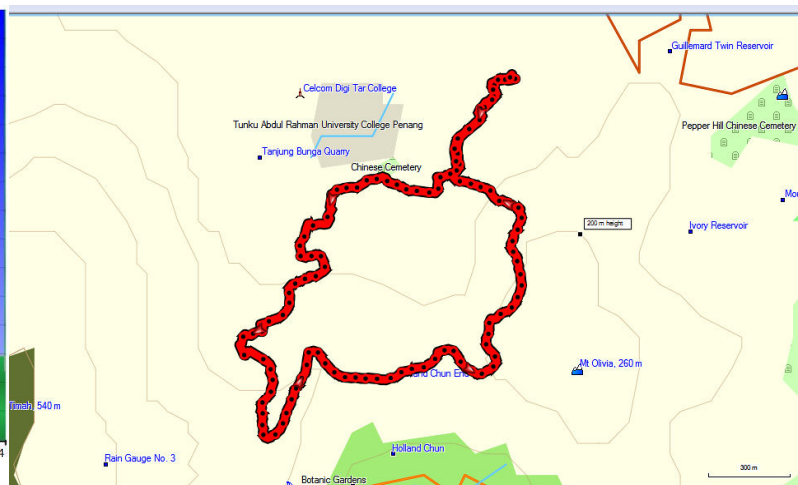 Guillemard Twin Reservoir
Celcom Digi Tar College
Tunku Abdul Rahman University College Penang
Pepper Hill Chinese Cemetery
Tanjung Bunga Quarry
Chinese Cemetery
200 m height
Ivory Reservoir
Mt Olivia, 260 m
540 m
Holland Chun
Rain Gauge No. 3
Botanic Gardens
300 m